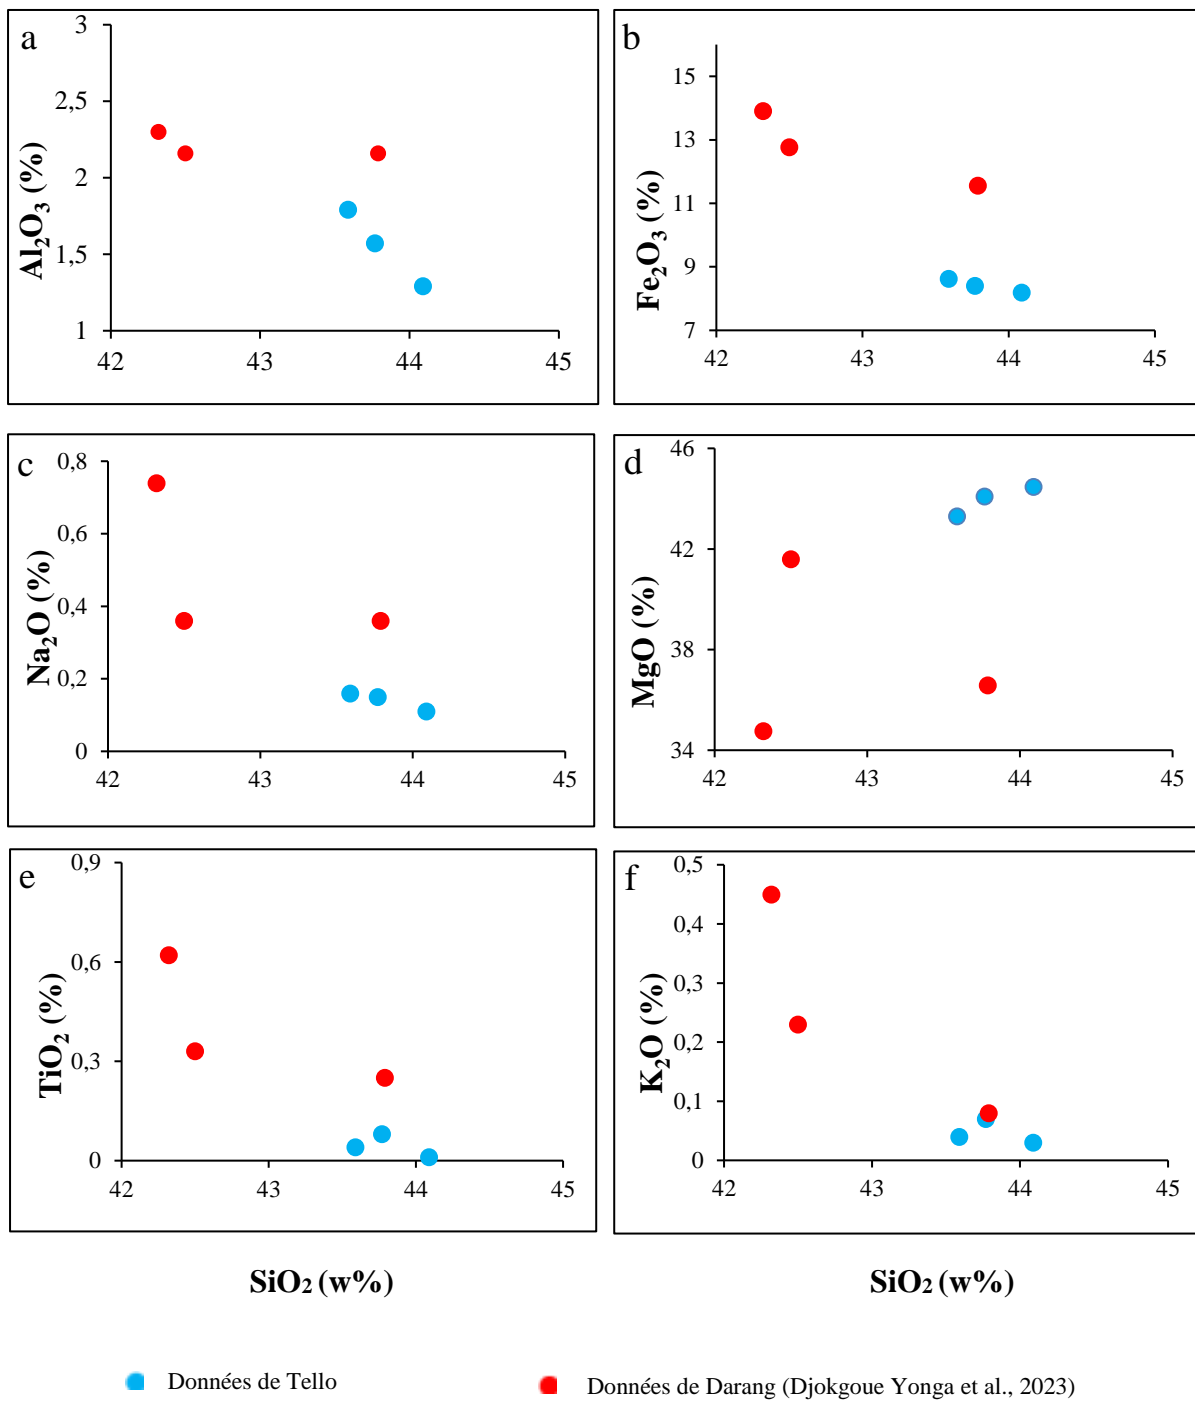 a
3
2,5
2
1,5
1
Al₂O₃ (%)
42 43 44 45
b
15
13
11
9
7
Fe₂O₃ (%)
42 43 44 45
c
0,8
0,6
0,4
0,2
0
Na₂O (%)
42 43 44 45
d
46
42
38
34
MgO (%)
42 43 44 45
e
0,9
0,6
0,3
0
TiO₂ (%)
42 43 44 45
f
0,5
0,4
0,3
0,2
0,1
0
K₂O (%)
42 43 44 45
SiO₂ (w%) SiO₂ (w%)
Données de Tello Données de Darang (Djokgoue Yonga et al., 2023)